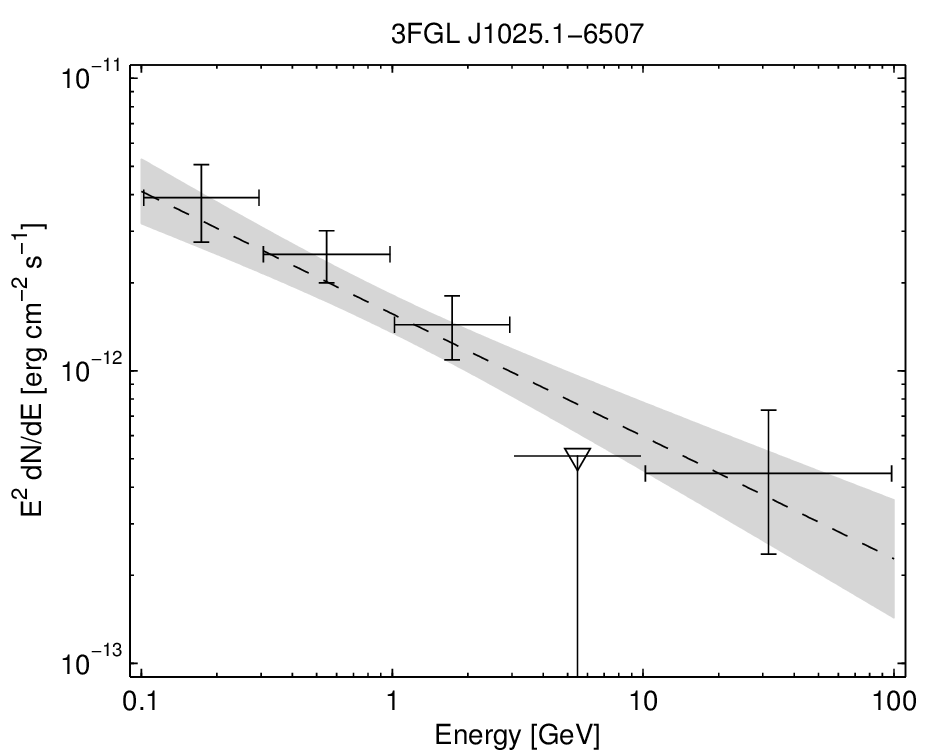 3FGL J1025.1−6507
10⁻¹¹
10⁻¹²
10⁻¹³
E² dN/dE [erg cm⁻² s⁻¹]
0.1 1 10 100
Energy [GeV]